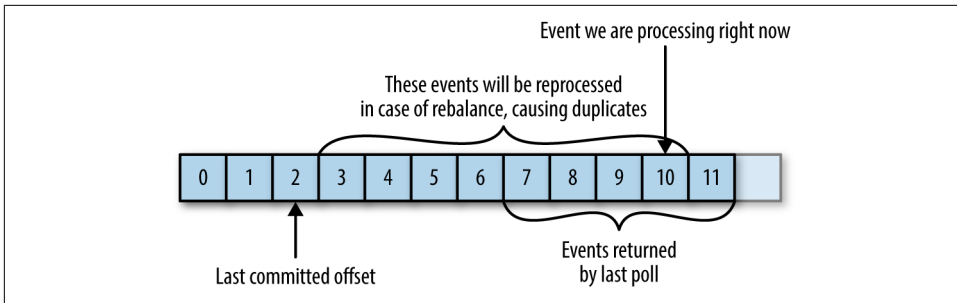 Event we are processing right now
These events will be reprocessed
in case of rebalance, causing duplicates
0 1 2 3 4 5 6 7 8 9 10 11
Last committed offset
Events returned
by last poll